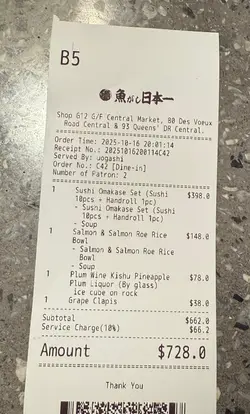 B5
魚がし日本一
Shop G12 G/F Central Market, 80 Des Voeux
Road Central & 93 Queens' DR Central.
Order Time: 2025-10-16 20:01:14
Receipt No.: 20251016200114C42
Served By: uogashi
Order No.: C42 [Dine-in]
Number of Patron: 2
1 Sushi Omakase Set (Sushi $398.0
10pcs + Handroll 1pc)
- Sushi Omakase Set (Sushi
10pcs + Handroll 1pc)
- Soup
1 Salmon & Salmon Roe Rice $148.0
Bowl
- Salmon & Salmon Roe Rice
Bowl
- Soup
1 Plum Wine Kishu Pineapple $78.0
Plum Liquor (By glass)
ice cube on rock
1 Grape Clapis $38.0
Subtotal $662.0
Service Charge(10%) $66.2
Amount $728.0
Thank You